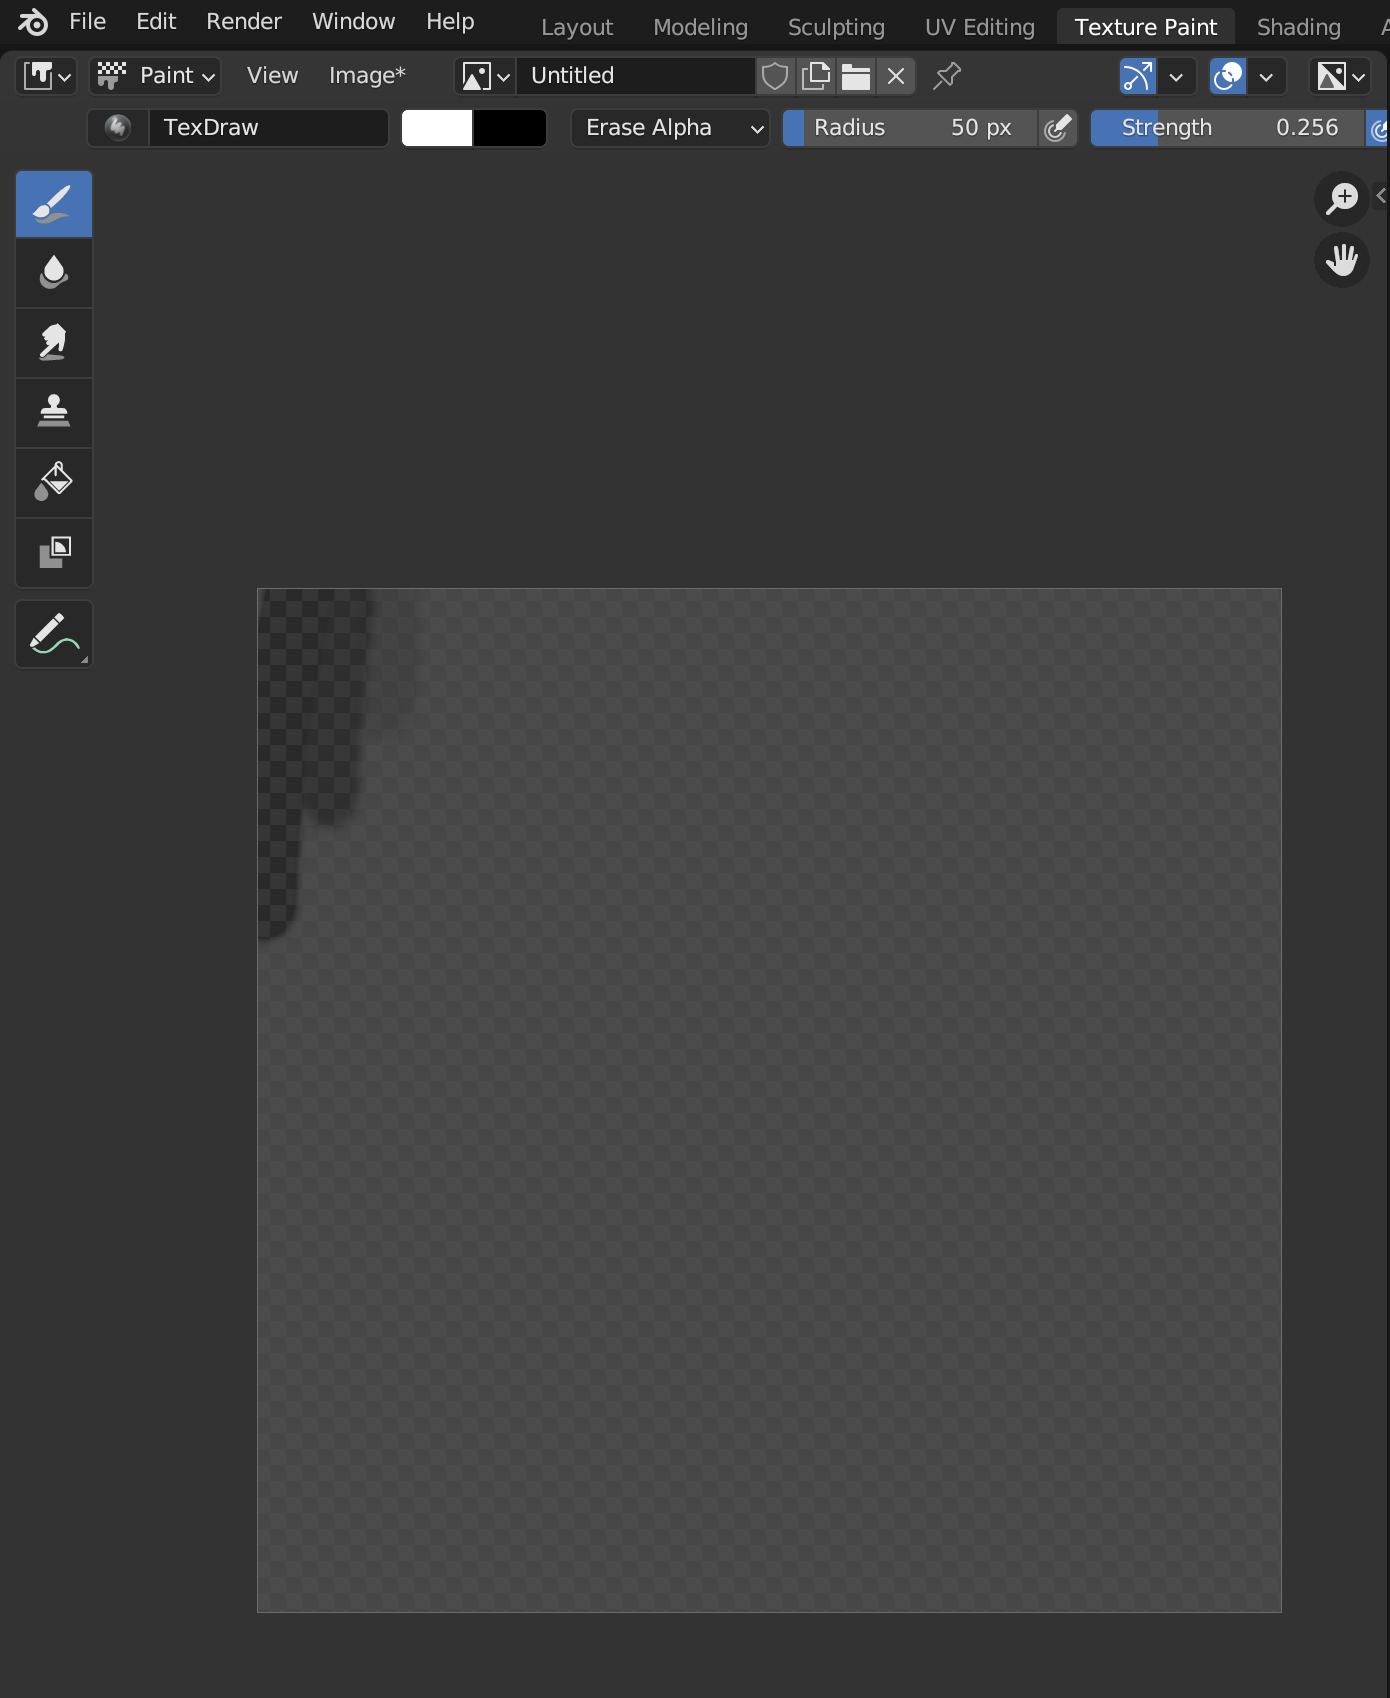 File Edit Render Window Help Layout Modeling Sculpting UV Editing Texture Paint Shading
Paint View Image* Untitled
TexDraw Erase Alpha Radius 50 px Strength 0.256